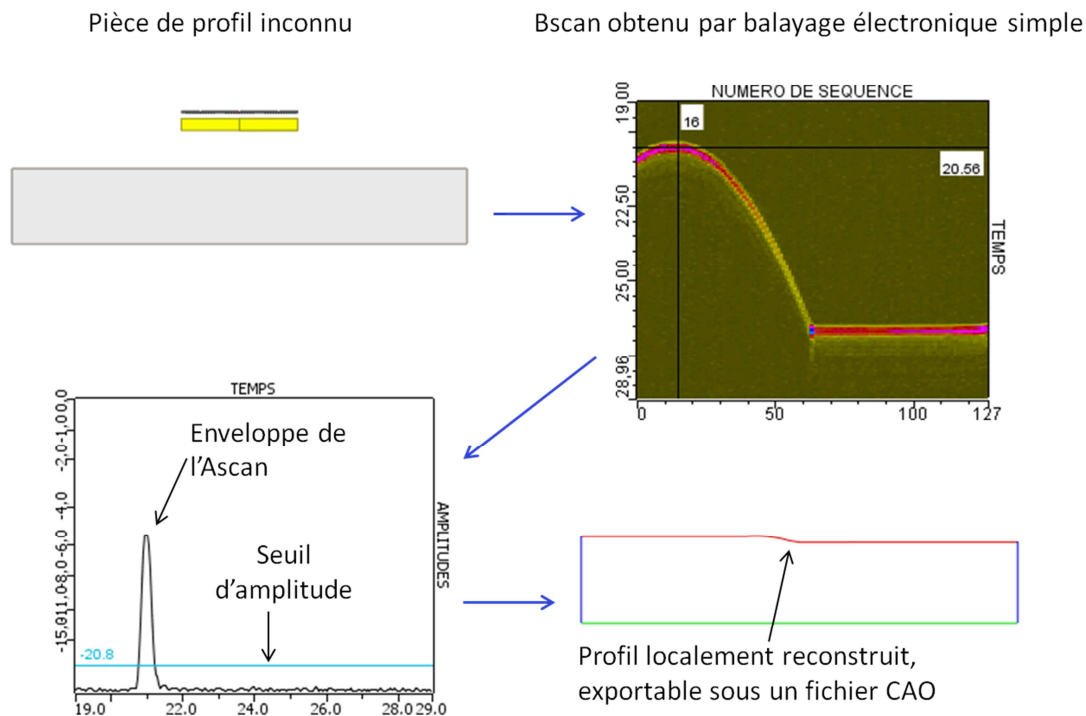 Pièce de profil inconnu
Bscan obtenu par balayage électronique simple
NUMERO DE SEQUENCE
19,00
22,50
25,00
28,96
16
20.56
TEMPS
0
50
100
127
TEMPS
Enveloppe de
l'Ascan
Seuil
d'amplitude
-20.8
AMPLITUDES
19.0
22.0
24.0
26.0
28.0
29.0
Profil localement reconstruit,
exportable sous un fichier CAO